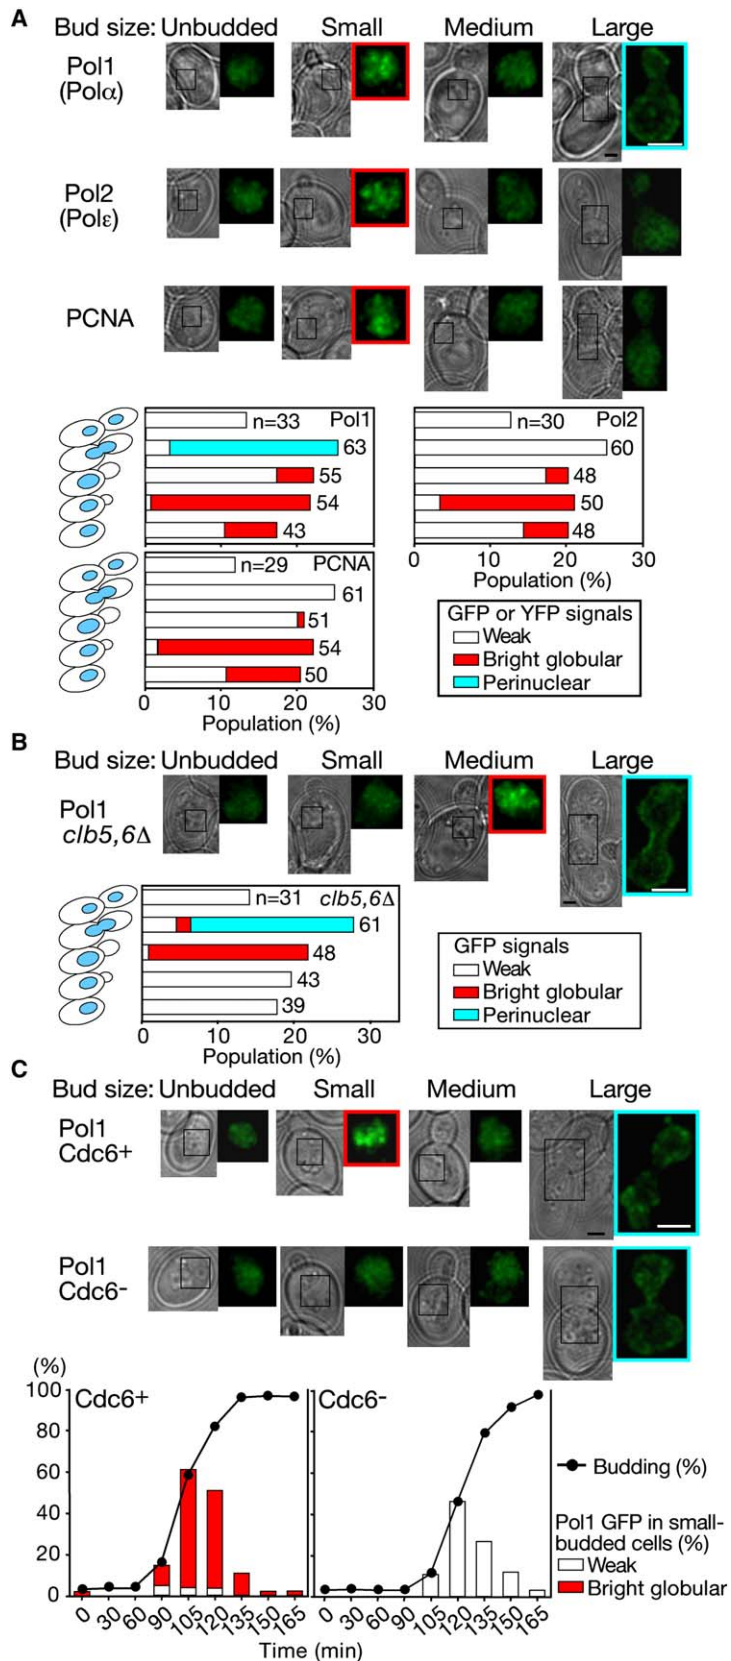 A
Bud size: Unbudded Small Medium Large
Pol1
(Polα)
Pol2
(Polε)
PCNA
n=33 Pol1
63
55
54
43
n=30 Pol2
60
48
50
48
0 10 20 30
Population (%)
n=29 PCNA
61
51
54
50
0 10 20 30
Population (%)
GFP or YFP signals
Weak
Bright globular
Perinuclear
B
Bud size: Unbudded Small Medium Large
Pol1
clb5,6Δ
n=31 clb5,6Δ
61
48
43
39
0 10 20 30
Population (%)
GFP signals
Weak
Bright globular
Perinuclear
C
Bud size: Unbudded Small Medium Large
Pol1
Cdc6+
Pol1
Cdc6-
(%)
100
80
60
40
20
0
Cdc6+
Cdc6-
0 30 60 90 105 120 135 150 165
0 30 60 90 105 120 135 150 165
Time (min)
Budding (%)
Pol1 GFP in small-
budded cells (%)
Weak
Bright globular